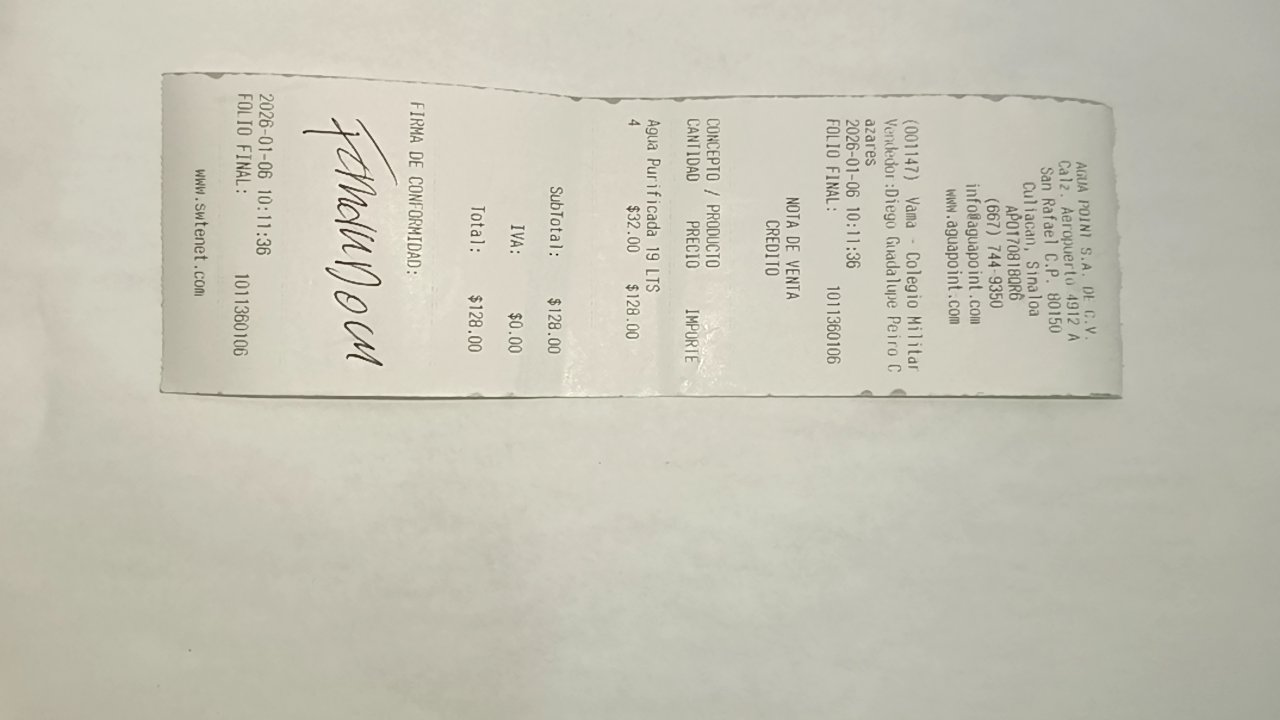 AGUA POINT S.A. DE C.V.
Calz. Aeropuerto 4912 A
San Rafael C.P. 80150
Culiacan, Sinaloa
APO170818QR6
(667) 744-9350
info@aguapoint.com
www.aguapoint.com
(001147) Vama - Colegio Militar
Vendedor:Diego Guadalupe Peiro C
azares
2026-01-06 10:11:36
FOLIO FINAL: 1011360106
NOTA DE VENTA
CREDITO
CONCEPTO / PRODUCTO
CANTIDAD PRECIO IMPORTE
Agua Purificada 19 LTS
4 $32.00 $128.00
SubTotal: $128.00
IVA: $0.00
Total: $128.00
FIRMA DE CONFORMIDAD:
2026-01-06 10:11:36
FOLIO FINAL: 1011360106
www.swtenet.com